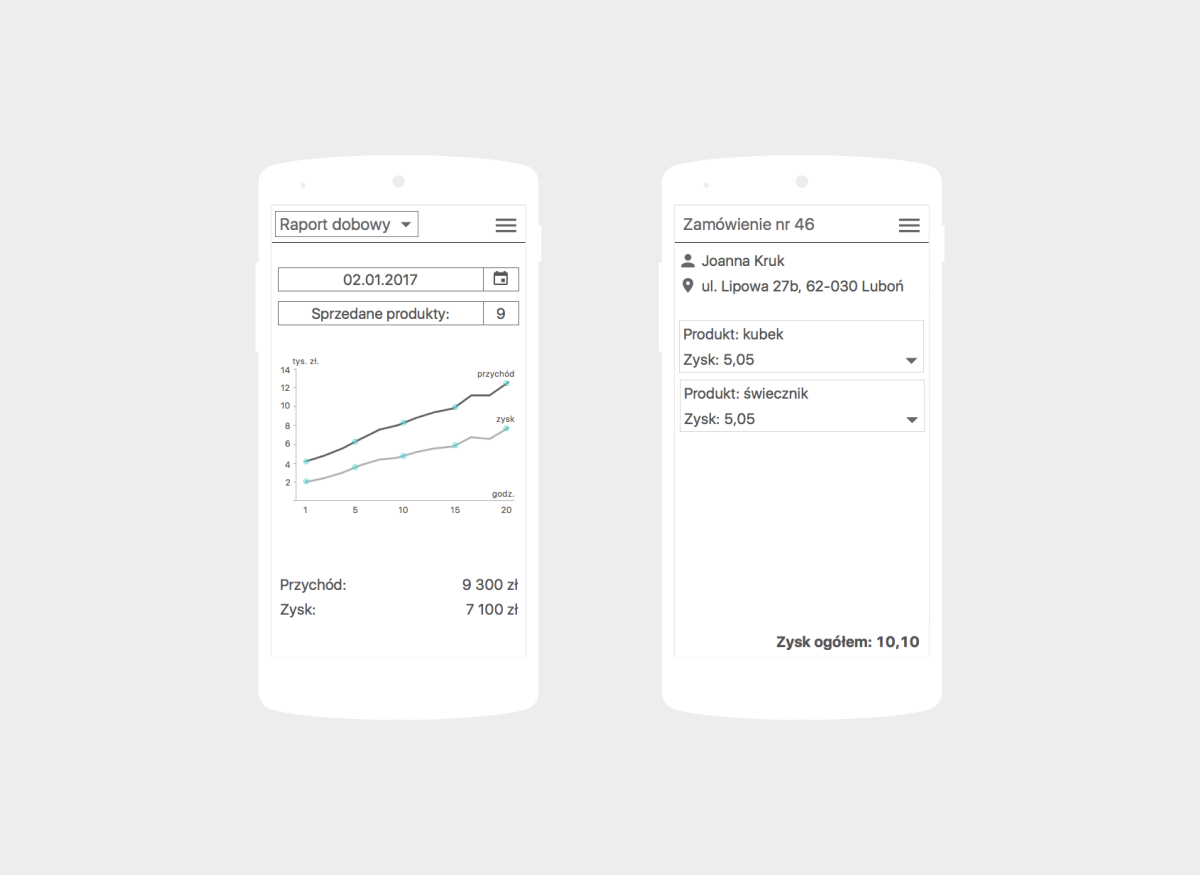 Raport dobowy
02.01.2017
Sprzedane produkty: 9
tys. zł.
14
12
10
8
6
4
2
przychód
zysk
godz.
1 5 10 15 20
Przychód: 9 300 zł
Zysk: 7 100 zł
Zamówienie nr 46
Joanna Kruk
ul. Lipowa 27b, 62-030 Luboń
Produkt: kubek
Zysk: 5,05
Produkt: świecznik
Zysk: 5,05
Zysk ogółem: 10,10